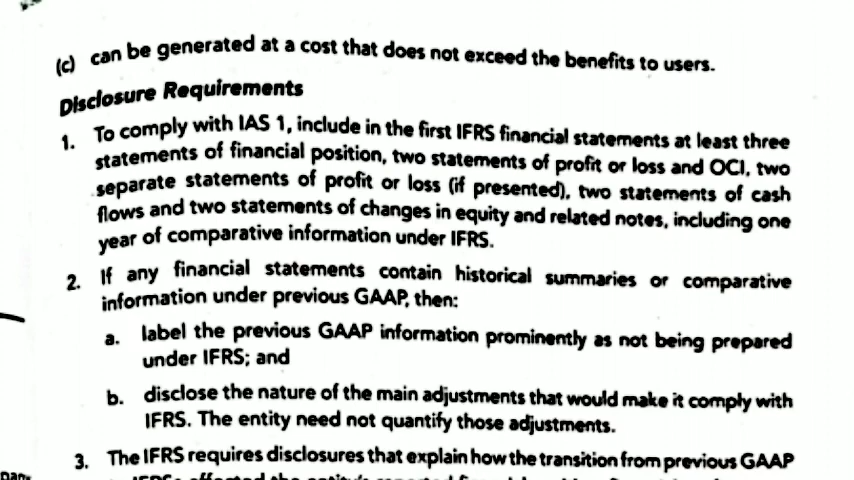 (c) can be generated at a cost that does not exceed the benefits to users.
Disclosure Requirements
1. To comply with IAS 1, include in the first IFRS financial statements at least three
statements of financial position, two statements of profit or loss and OCI, two
separate statements of profit or loss (if presented), two statements of cash
flows and two statements of changes in equity and related notes, including one
year of comparative information under IFRS.
2. If any financial statements contain historical summaries or comparative
information under previous GAAP, then:
a. label the previous GAAP information prominently as not being prepared
under IFRS; and
b. disclose the nature of the main adjustments that would make it comply with
IFRS. The entity need not quantify those adjustments.
3. The IFRS requires disclosures that explain how the transition from previous GAAP